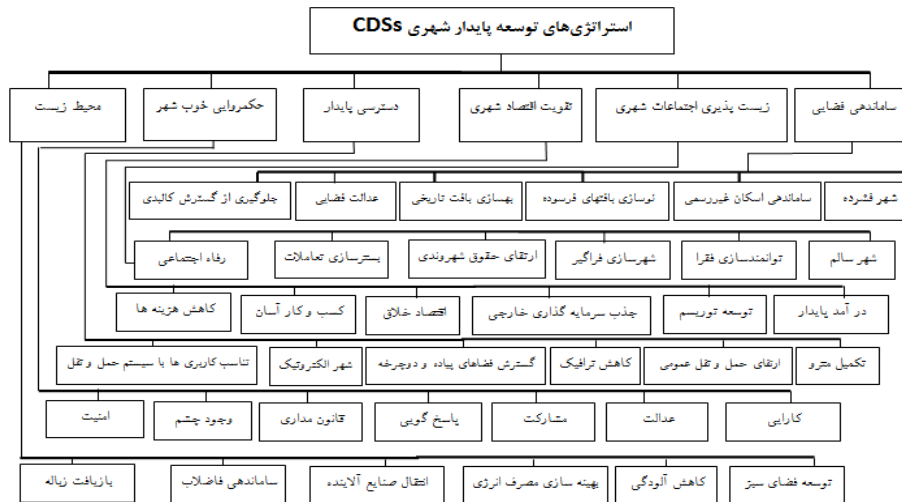 استراتژی‌های توسعه پایدار شهری CDSs
ساماندهی فضایی
زیست پذیری اجتماعات شهری
تقویت اقتصاد شهری
دسترسی پایدار
حکمروایی خوب شهر
محیط زیست
شهر فشرده
ساماندهی اسکان غیررسمی
نوسازی بافتهای فرسوده
بهسازی بافت تاریخی
عدالت فضایی
جلوگیری از گسترش کالبدی
شهر سالم
توانمندسازی فقرا
شهرسازی فراگیر
ارتقای حقوق شهروندی
بسترسازی تعاملات
رفاه اجتماعی
در آمد پایدار
توسعه توریسم
جذب سرمایه گذاری خارجی
اقتصاد خلاق
کسب و کار آسان
کاهش هزینه ها
تکمیل مترو
ارتقای حمل و نقل عمومی
کاهش ترافیک
گسترش فضاهای پیاده و دوچرخه
شهر الکترونیک
تناسب کاربری ها با سیستم حمل و نقل
کارایی
عدالت
مشارکت
پاسخ گویی
قانون مداری
وجود چشم
امنیت
توسعه فضای سبز
کاهش آلودگی
بهینه سازی مصرف انرژی
انتقال صنایع آلاینده
ساماندهی فاضلاب
بازیافت زباله